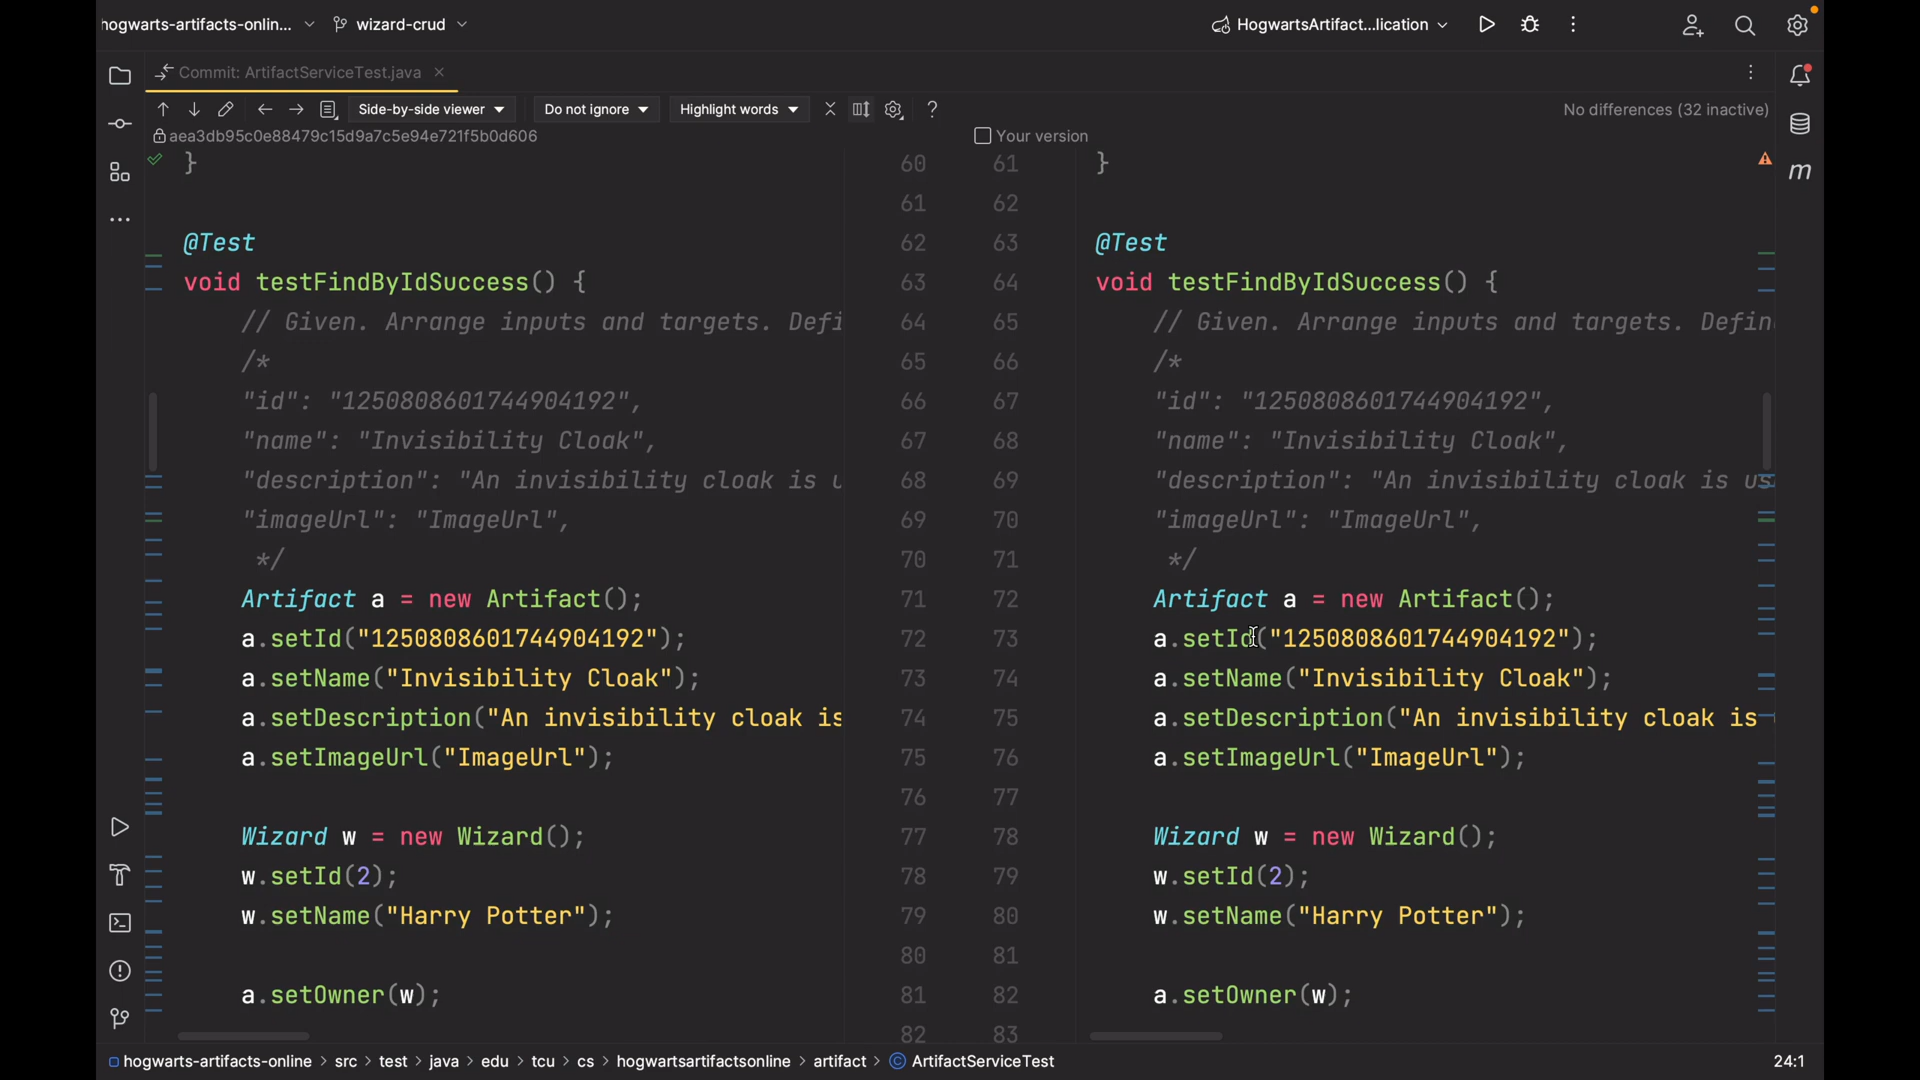 hogwarts-artifacts-onlin... wizard-crud HogwartsArtifact...lication
Commit: ArtifactServiceTest.java
Side-by-side viewer Do not ignore Highlight words ? No differences (32 inactive)
aea3db95c0e88479c15d9a7c5e94e721f5b0d606 Your version
} 60 61 }
61 62
@Test 62 63 @Test
void testFindByIdSuccess() { 63 64 void testFindByIdSuccess() {
// Given. Arrange inputs and targets. Defi 64 65 // Given. Arrange inputs and targets. Defin
/* 65 66 /*
"id": "1250808601744904192", 66 67 "id": "1250808601744904192",
"name": "Invisibility Cloak", 67 68 "name": "Invisibility Cloak",
"description": "An invisibility cloak is u 68 69 "description": "An invisibility cloak is us
"imageUrl": "ImageUrl", 69 70 "imageUrl": "ImageUrl",
*/ 70 71 */
Artifact a = new Artifact(); 71 72 Artifact a = new Artifact();
a.setId("1250808601744904192"); 72 73 a.setId("1250808601744904192");
a.setName("Invisibility Cloak"); 73 74 a.setName("Invisibility Cloak");
a.setDescription("An invisibility cloak is 74 75 a.setDescription("An invisibility cloak is
a.setImageUrl("ImageUrl"); 75 76 a.setImageUrl("ImageUrl");
76 77
Wizard w = new Wizard(); 77 78 Wizard w = new Wizard();
w.setId(2); 78 79 w.setId(2);
w.setName("Harry Potter"); 79 80 w.setName("Harry Potter");
80 81
a.setOwner(w); 81 82 a.setOwner(w);
82 83
hogwarts-artifacts-online > src > test > java > edu > tcu > cs > hogwartsartifactsonline > artifact > ArtifactServiceTest 24:1